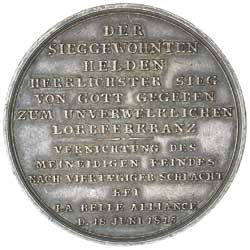 DER
SIEGGEWOHNTEN
HELDEN
HERRLICHSTER SIEG
VON GOTT GEGEBEN
ZUM UNVERWELKLICHEN
LORBEERKRANZ
VERNICHTUNG DES
MEINEIDIGEN FEINDES
NACH VIERTÆGIGER SCHLACHT
BEI
LA BELLE ALLIANCE
D. 18 JUNI 1815